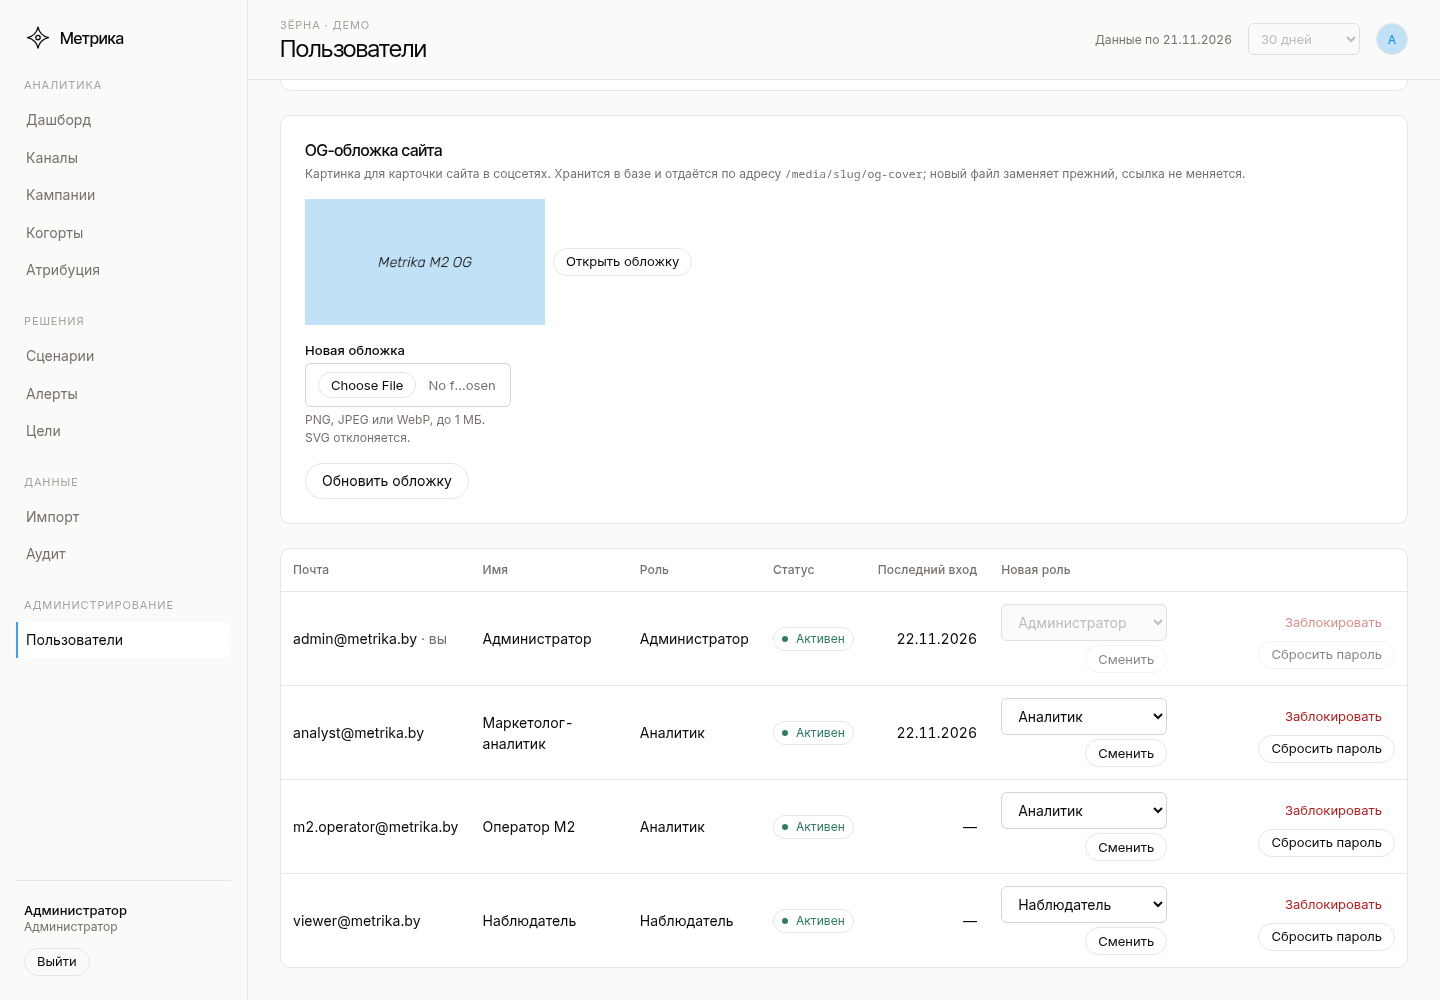 Метрика
АНАЛИТИКА
Дашборд
Каналы
Кампании
Когорты
Атрибуция
РЕШЕНИЯ
Сценарии
Алерты
Цели
ДАННЫЕ
Импорт
Аудит
АДМИНИСТРИРОВАНИЕ
Пользователи
Администратор
Администратор
Выйти
ЗЁРНА · ДЕМО
Пользователи
Данные по 21.11.2026
30 дней
A
OG-обложка сайта
Картинка для карточки сайта в соцсетях. Хранится в базе и отдаётся по адресу /media/slug/og-cover; новый файл заменяет прежний, ссылка не меняется.
Metrika M2 OG
Открыть обложку
Новая обложка
Choose File No f...osen
PNG, JPEG или WebP, до 1 МБ.
SVG отклоняется.
Обновить обложку
Почта Имя Роль Статус Последний вход Новая роль
admin@metrika.by · вы Администратор Администратор Активен 22.11.2026 Администратор Сменить Заблокировать Сбросить пароль
analyst@metrika.by Маркетолог-
аналитик Аналитик Активен 22.11.2026 Аналитик Сменить Заблокировать Сбросить пароль
m2.operator@metrika.by Оператор М2 Аналитик Активен — Аналитик Сменить Заблокировать Сбросить пароль
viewer@metrika.by Наблюдатель Наблюдатель Активен — Наблюдатель Сменить Заблокировать Сбросить пароль